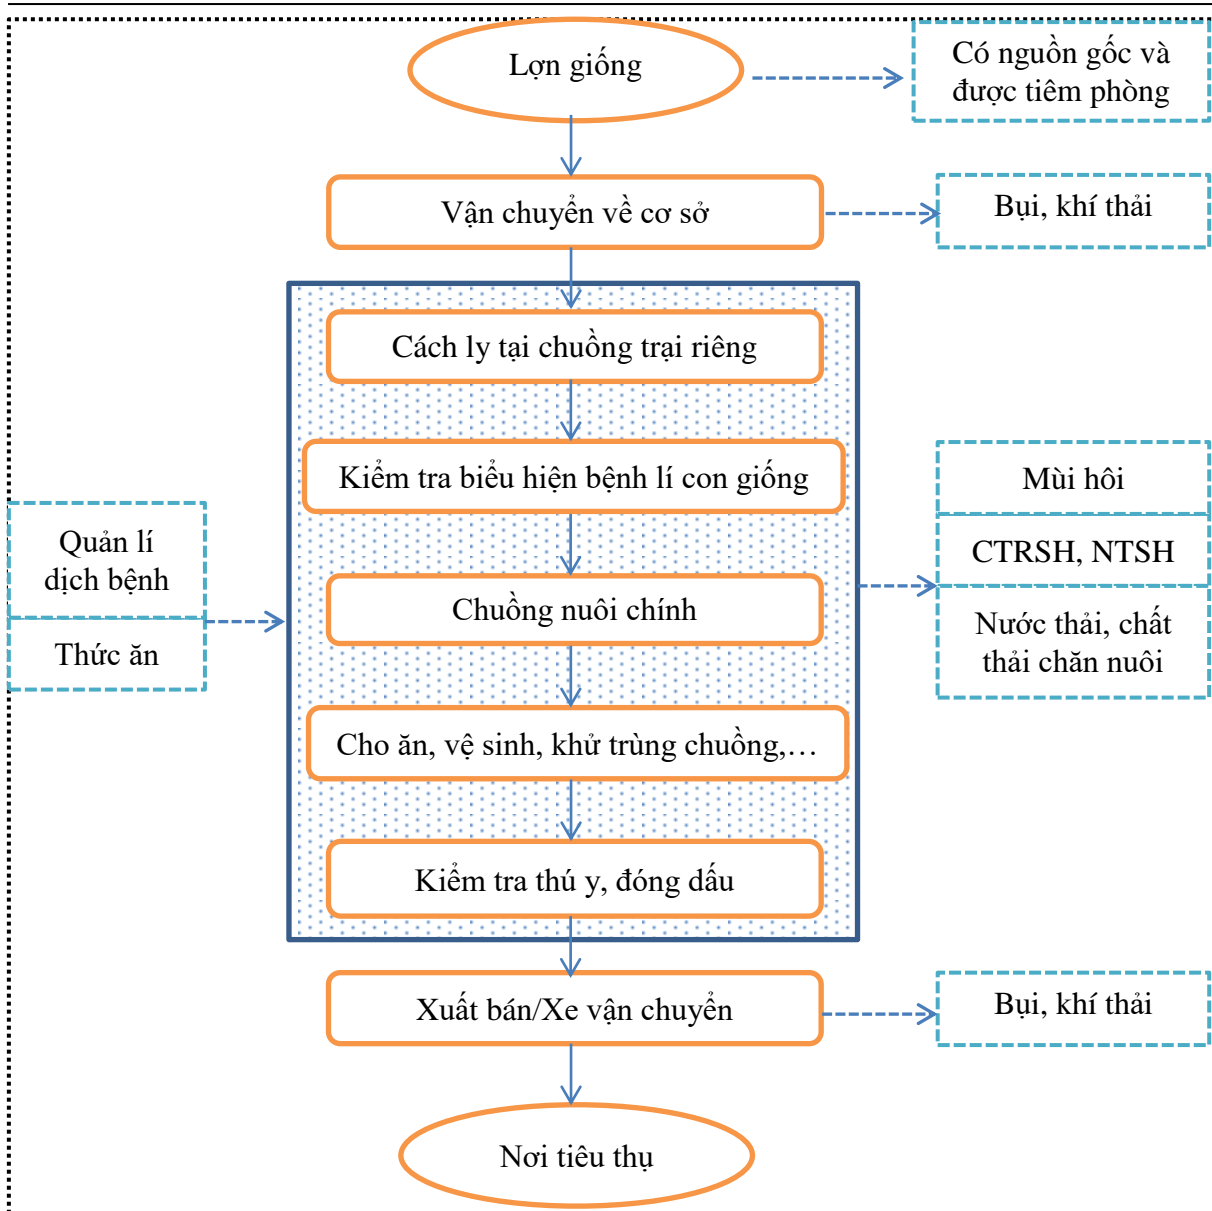 Lợn giống
Có nguồn gốc và
được tiêm phòng
Vận chuyển về cơ sở
Bụi, khí thải
Cách ly tại chuồng trại riêng
Kiểm tra biểu hiện bệnh lí con giống
Mùi hôi
CTRSH, NTSH
Nước thải, chất
thải chăn nuôi
Quản lí
dịch bệnh
Thức ăn
Chuồng nuôi chính
Cho ăn, vệ sinh, khử trùng chuồng,…
Kiểm tra thú y, đóng dấu
Xuất bán/Xe vận chuyển
Bụi, khí thải
Nơi tiêu thụ